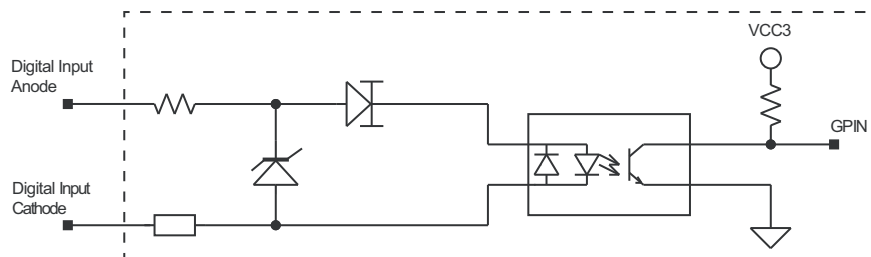 VCC3
Digital Input
Anode
GPIN
Digital Input
Cathode